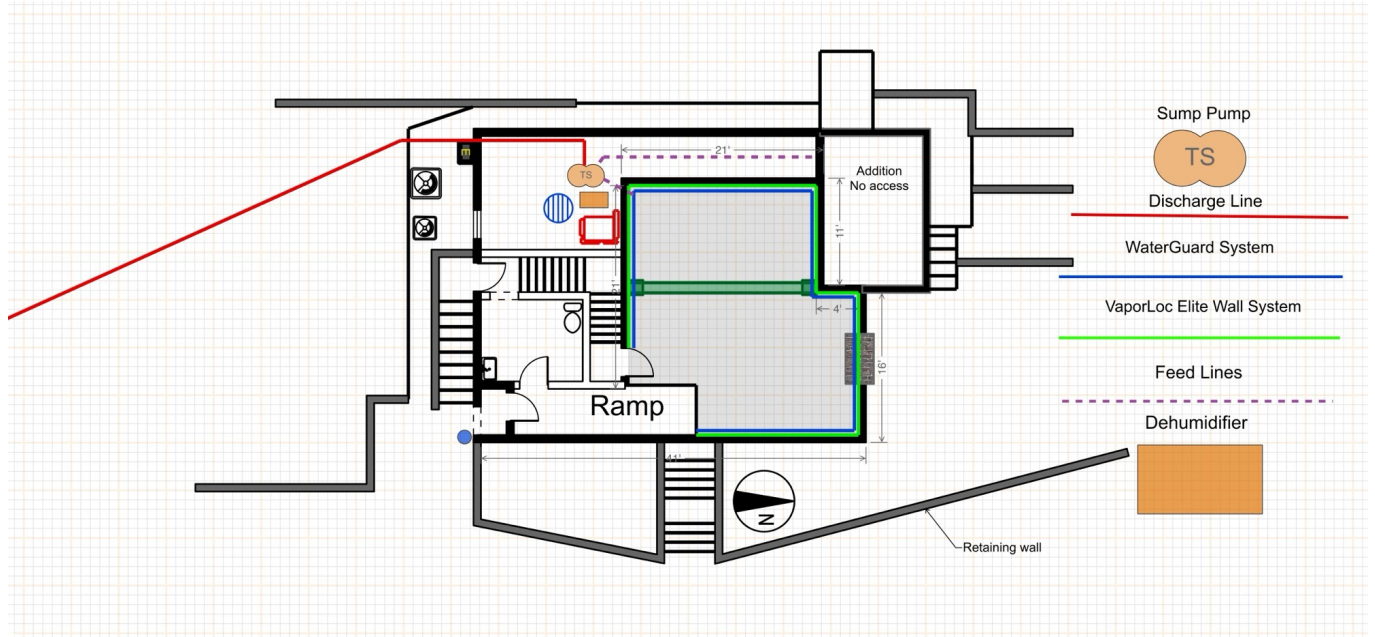 Sump Pump
TS
Discharge Line
WaterGuard System
VaporLoc Elite Wall System
Feed Lines
Dehumidifier
E
21'
TS
Addition
No access
11'
21'
4'
16'
Ramp
41'
N
Retaining wall